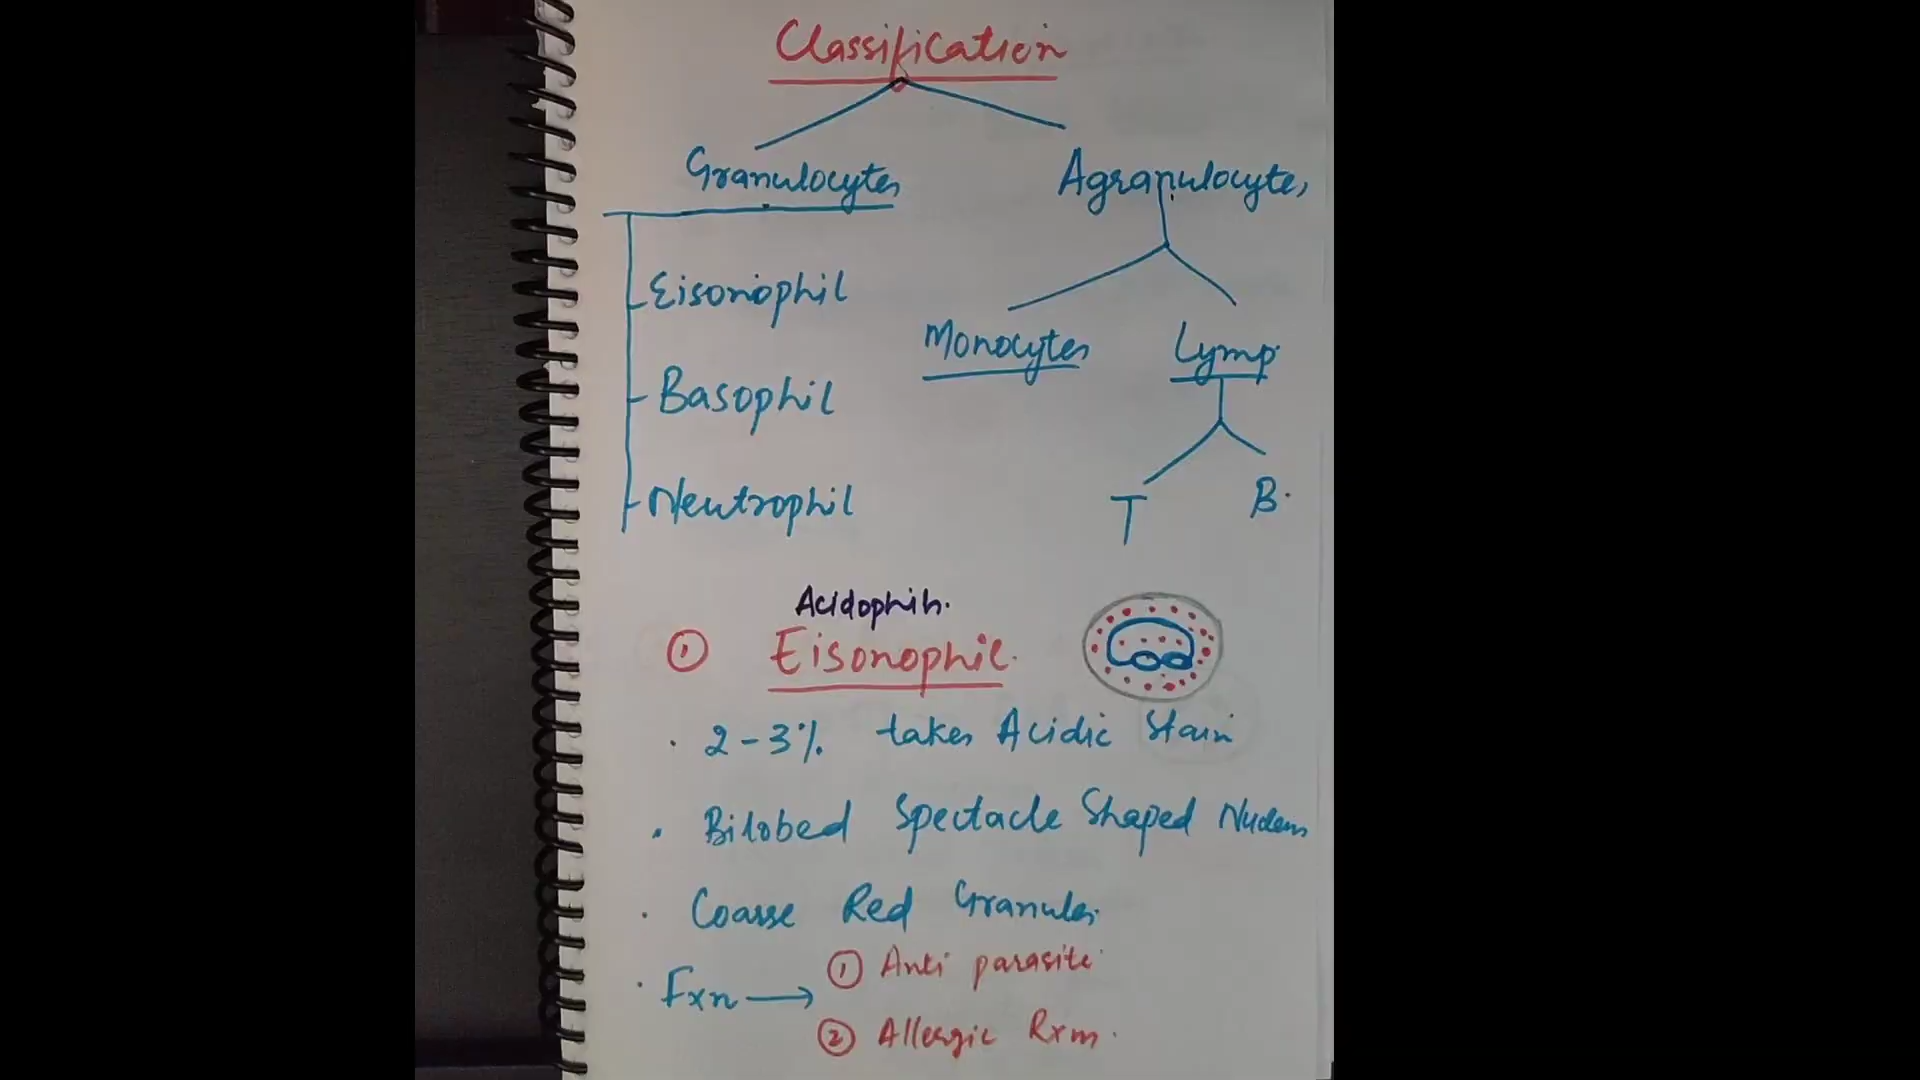 Classification
Granulocytes
Agranulocytes
Eisonophil
Monocytes
Lymp.
Basophil
Neutrophil
T
B.
Acidophih.
① Eisonophil.
· 2-3% takes Acidic Stain
· Bilobed Spectacle Shaped Nucleus
· Coarse Red Granules.
· Fxn → ① Anti parasite
② Allergic Rxn.